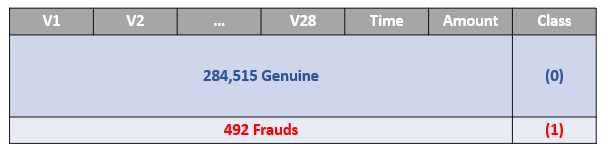 V1 V2 ... V28 Time Amount Class
284,515 Genuine (0)
492 Frauds (1)